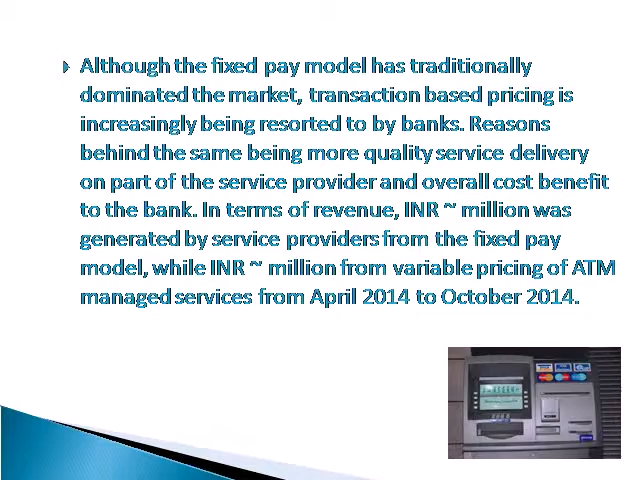 Although the fixed pay model has traditionally
dominated the market, transaction based pricing is
increasingly being resorted to by banks. Reasons
behind the same being more quality service delivery
on part of the service provider and overall cost benefit
to the bank. In terms of revenue, INR ~ million was
generated by service providers from the fixed pay
model, while INR ~ million from variable pricing of ATM
managed services from April 2014 to October 2014.